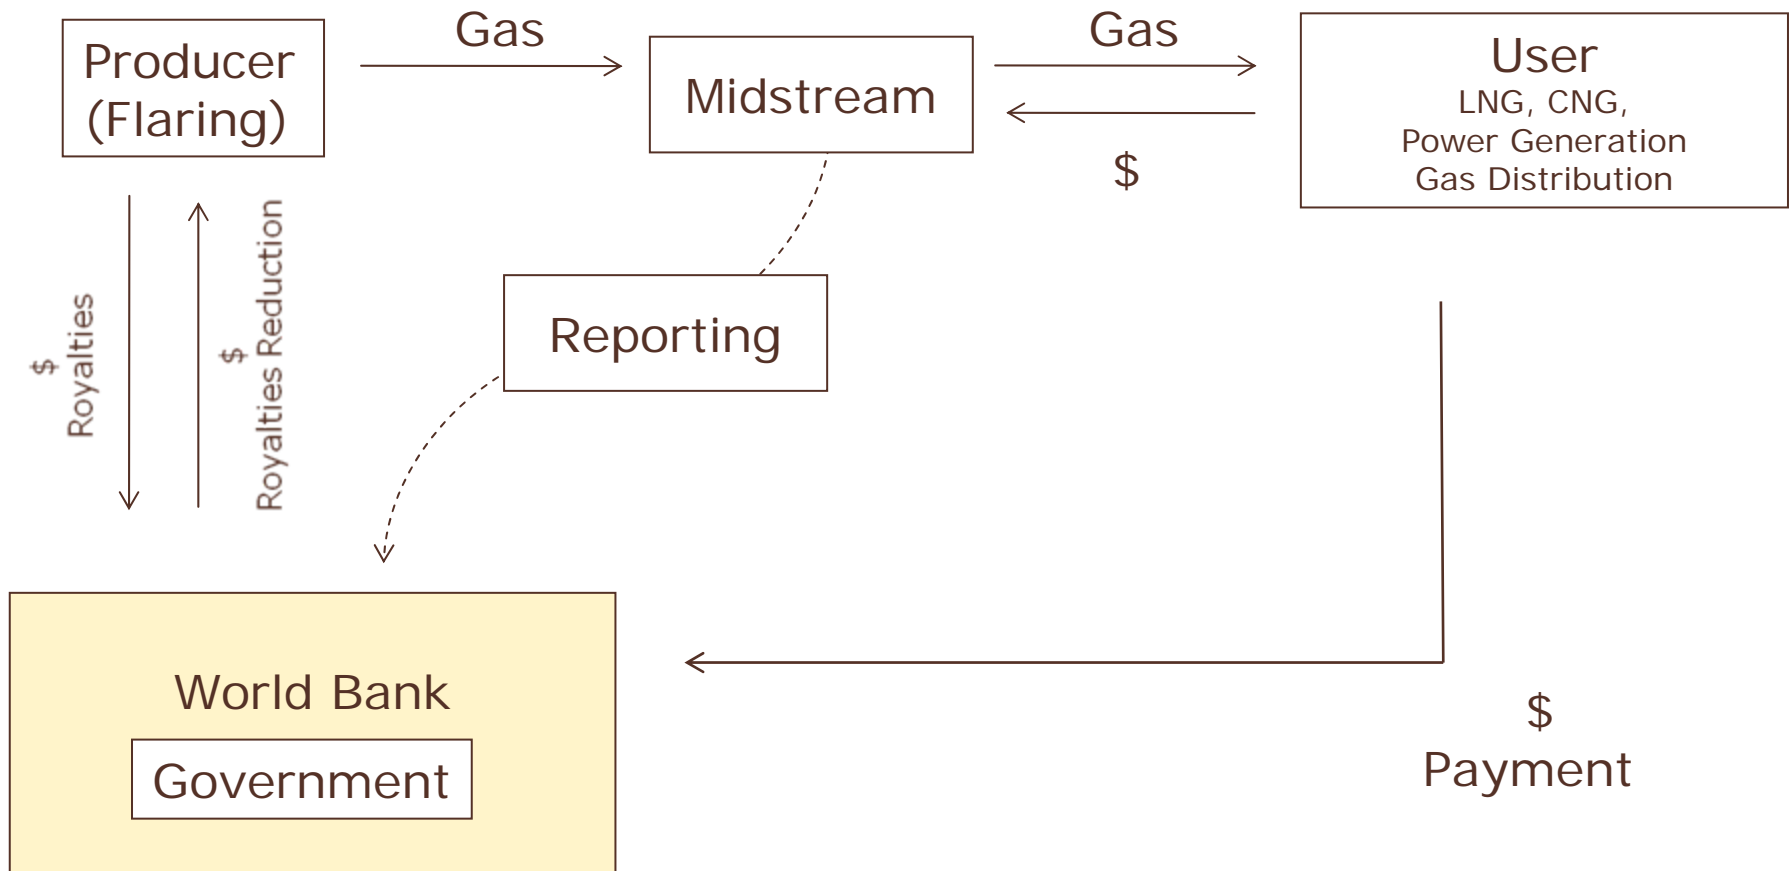 Producer
(Flaring)
Gas
Midstream
Gas
$
User
LNG, CNG,
Power Generation
Gas Distribution
$
Royalties
$
Royalties Reduction
Reporting
World Bank
Government
$
Payment